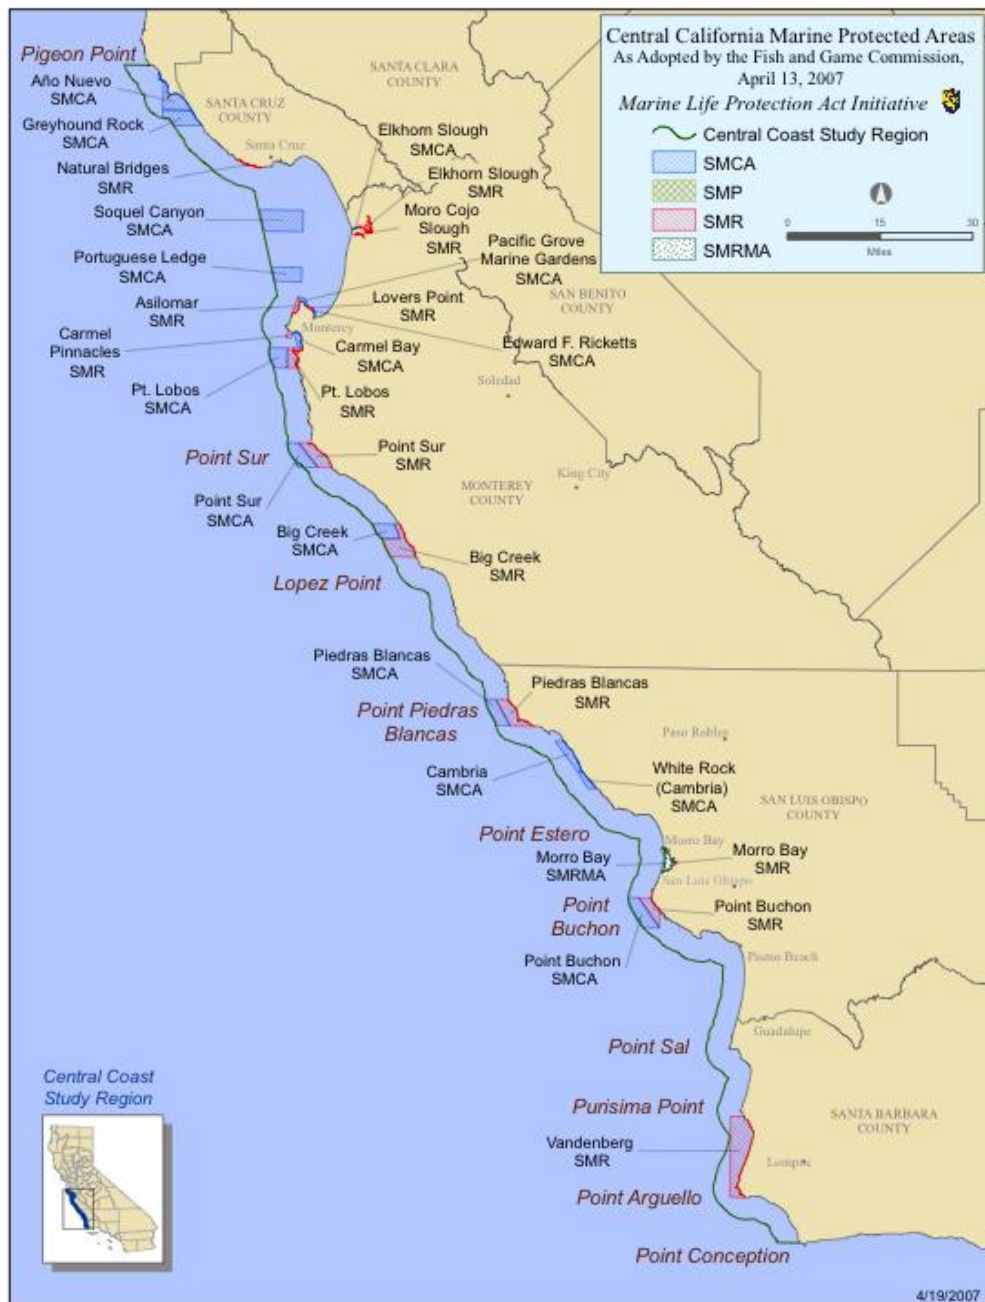 Central California Marine Protected Areas
As Adopted by the Fish and Game Commission,
April 13, 2007
Marine Life Protection Act Initiative
Central Coast Study Region
SMCA
SMP
SMR
SMRMA
0 15 30
Miles
Pigeon Point
Año Nuevo
SMCA
Greyhound Rock
SMCA
Natural Bridges
SMR
Soquel Canyon
SMCA
Portuguese Ledge
SMCA
Asilomar
SMR
Carmel
Pinnacles
SMR
Pt. Lobos
SMCA
SANTA CLARA
COUNTY
SANTA CRUZ
COUNTY
Santa Cruz
Elkhorn Slough
SMCA
Elkhorn Slough
SMR
Moro Cojo
Slough
SMR
Pacific Grove
Marine Gardens
SMCA
Lovers Point
SMR
Monterey
Edward F. Ricketts
SMCA
Carmel Bay
SMCA
Pt. Lobos
SMR
SAN BENITO
COUNTY
Soledad
Point Sur
Point Sur
SMR
Point Sur
SMCA
King City
MONTEREY
COUNTY
Big Creek
SMCA
Big Creek
SMR
Lopez Point
Piedras Blancas
SMCA
Piedras Blancas
SMR
Point Piedras
Blancas
Paso Robles
Cambria
SMCA
White Rock
(Cambria)
SMCA
SAN LUIS OBISPO
COUNTY
Point Estero
Morro Bay
Morro Bay
SMRMA
Morro Bay
SMR
San Luis Obispo
Point
Buchon
Point Buchon
SMR
Point Buchon
SMCA
Pismo Beach
Guadalupe
Point Sal
Purisima Point
SANTA BARBARA
COUNTY
Vandenberg
SMR
Lompoc
Point Arguello
Point Conception
Central Coast
Study Region
4/19/2007